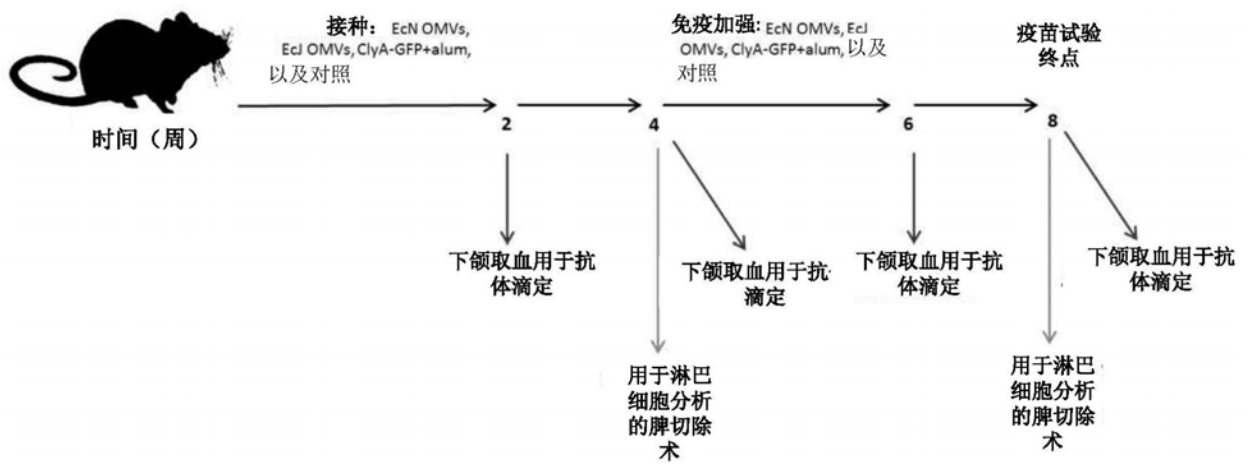 接种: EcN OMVs,
EcJ OMVs, ClyA-GFP+alum,
以及对照
免疫加强: EcN OMVs, EcJ
OMVs, ClyA-GFP+alum, 以及
对照
疫苗试验
终点
时间（周）
2
4
6
8
下颌取血用于抗
体滴定
下颌取血用于抗
滴定
下颌取血用于抗
体滴定
下颌取血用于抗
体滴定
用于淋巴
细胞分析
的脾切除
术
用于淋巴
细胞分析
的脾切除
术